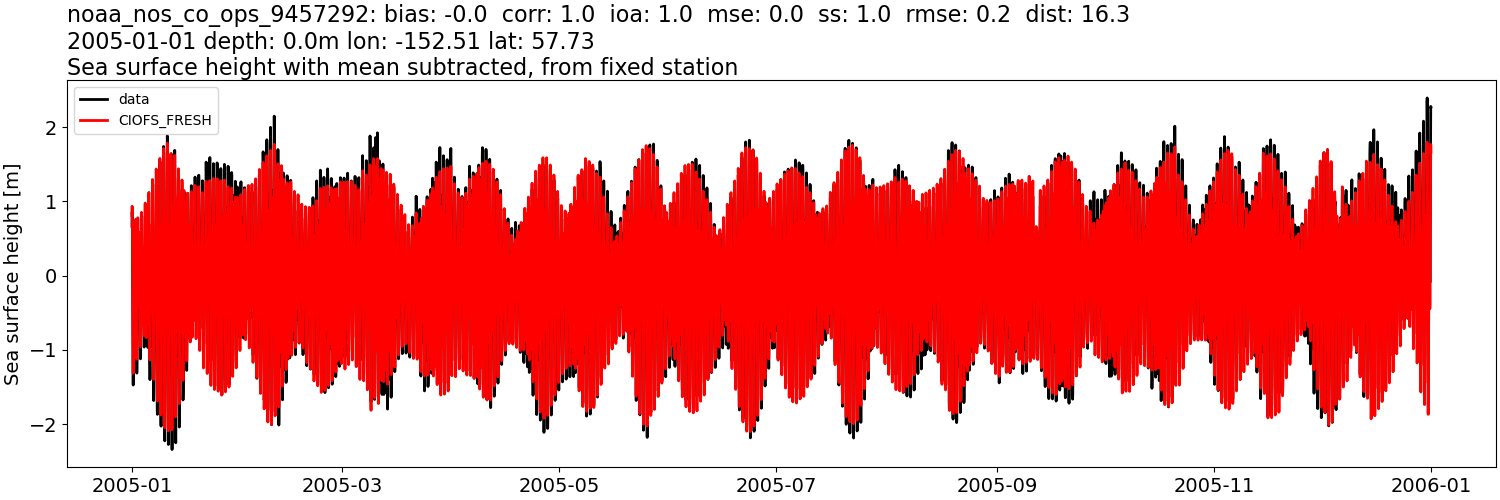 noaa_nos_co_ops_9457292: bias: -0.0  corr: 1.0  ioa: 1.0  mse: 0.0  ss: 1.0  rmse: 0.2  dist: 16.3
2005-01-01 depth: 0.0m lon: -152.51 lat: 57.73
Sea surface height with mean subtracted, from fixed station
data
CIOFS_FRESH
Sea surface height [m]
2
1
0
−1
−2
2005-01
2005-03
2005-05
2005-07
2005-09
2005-11
2006-01